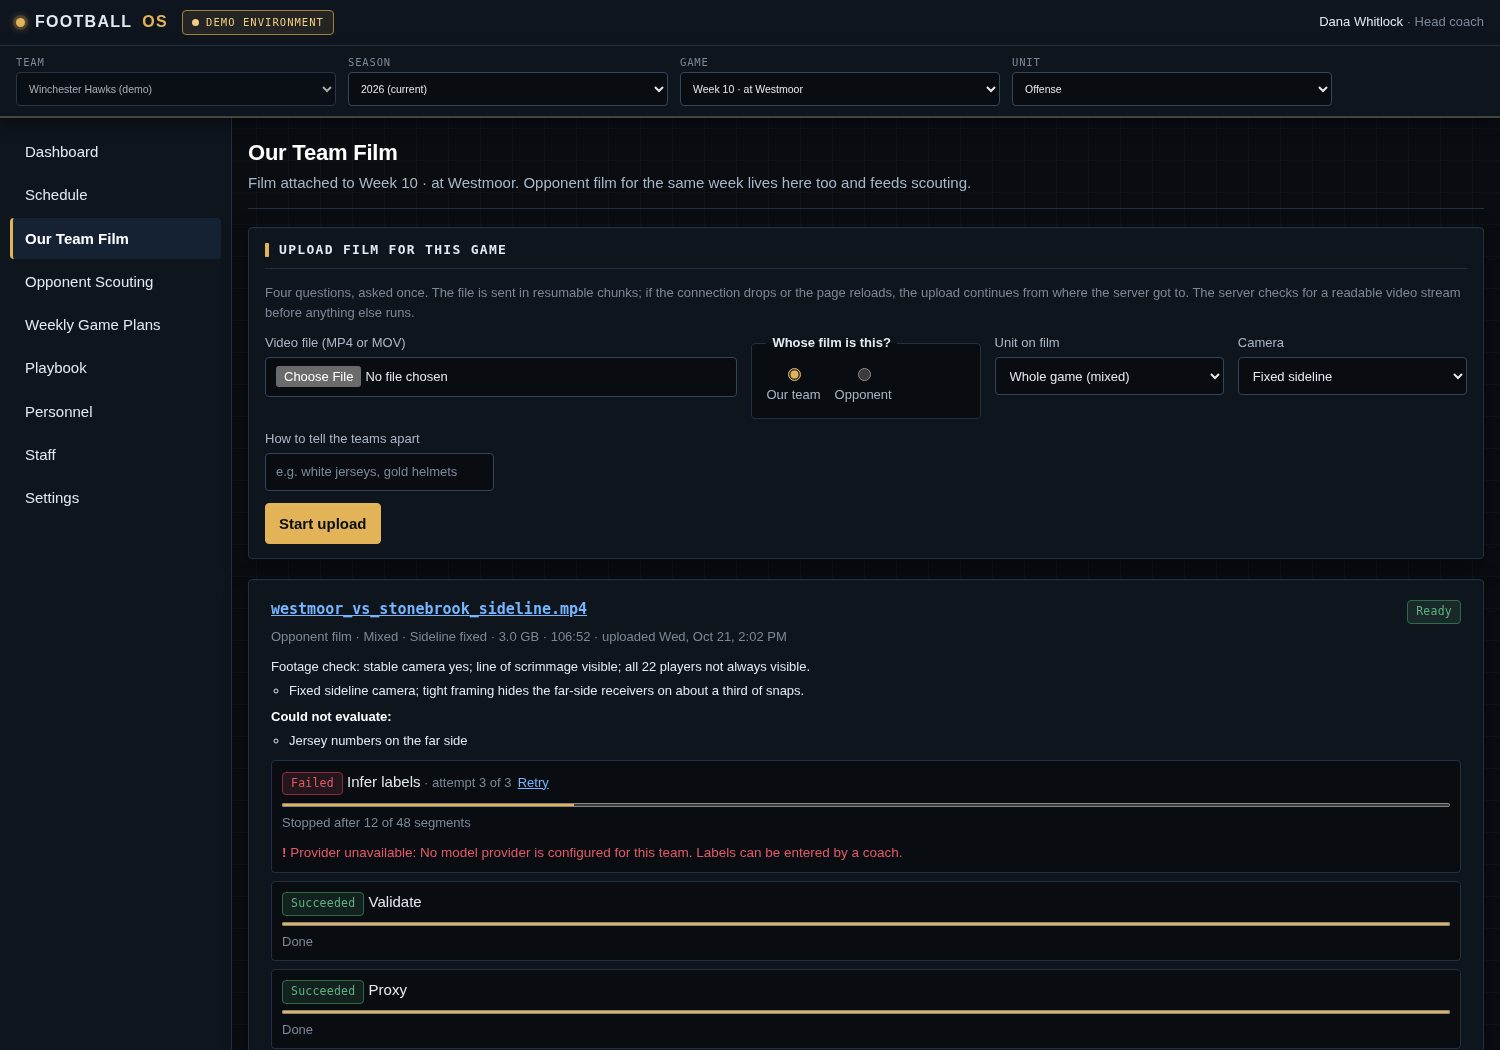 FOOTBALL OS
DEMO ENVIRONMENT
Dana Whitlock · Head coach
TEAM
Winchester Hawks (demo)
SEASON
2026 (current)
GAME
Week 10 · at Westmoor
UNIT
Offense
Dashboard
Schedule
Our Team Film
Opponent Scouting
Weekly Game Plans
Playbook
Personnel
Staff
Settings
Our Team Film
Film attached to Week 10 · at Westmoor. Opponent film for the same week lives here too and feeds scouting.
UPLOAD FILM FOR THIS GAME
Four questions, asked once. The file is sent in resumable chunks; if the connection drops or the page reloads, the upload continues from where the server got to. The server checks for a readable video stream
before anything else runs.
Video file (MP4 or MOV)
Choose File No file chosen
Whose film is this?
Our team
Opponent
Unit on film
Whole game (mixed)
Camera
Fixed sideline
How to tell the teams apart
e.g. white jerseys, gold helmets
Start upload
westmoor_vs_stonebrook_sideline.mp4
Ready
Opponent film · Mixed · Sideline fixed · 3.0 GB · 106:52 · uploaded Wed, Oct 21, 2:02 PM
Footage check: stable camera yes; line of scrimmage visible; all 22 players not always visible.
Fixed sideline camera; tight framing hides the far-side receivers on about a third of snaps.
Could not evaluate:
Jersey numbers on the far side
Failed Infer labels · attempt 3 of 3 Retry
Stopped after 12 of 48 segments
! Provider unavailable: No model provider is configured for this team. Labels can be entered by a coach.
Succeeded Validate
Done
Succeeded Proxy
Done